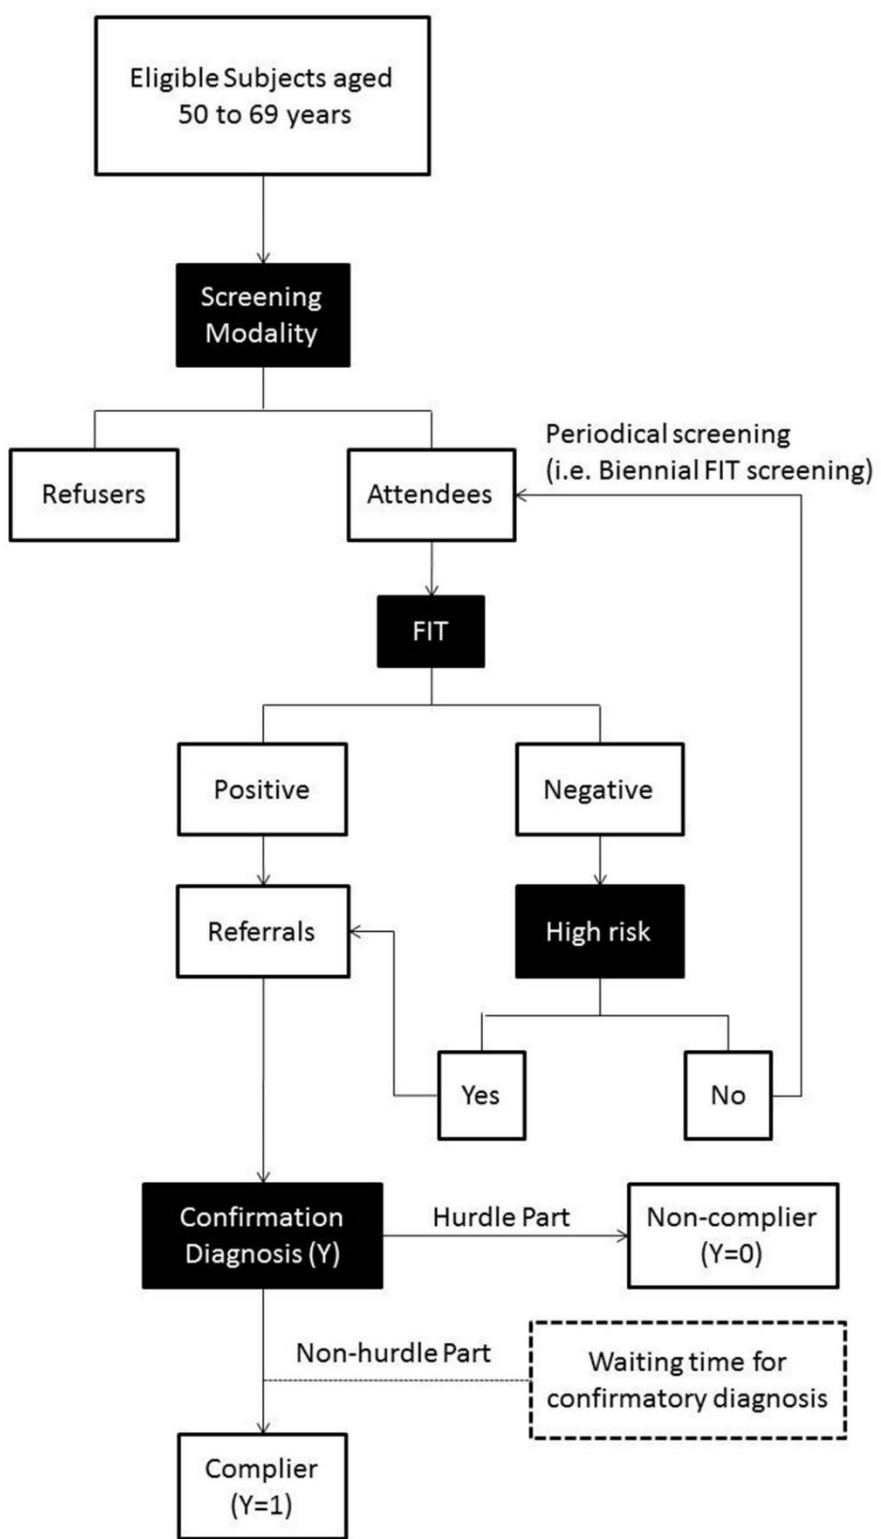 Eligible Subjects aged
50 to 69 years
Screening
Modality
Periodical screening
(i.e. Biennial FIT screening)
Refusers
Attendees
FIT
Positive
Negative
Referrals
High risk
Yes
No
Confirmation
Diagnosis (Y)
Hurdle Part
Non-complier
(Y=0)
Non-hurdle Part
Waiting time for
confirmatory diagnosis
Complier
(Y=1)